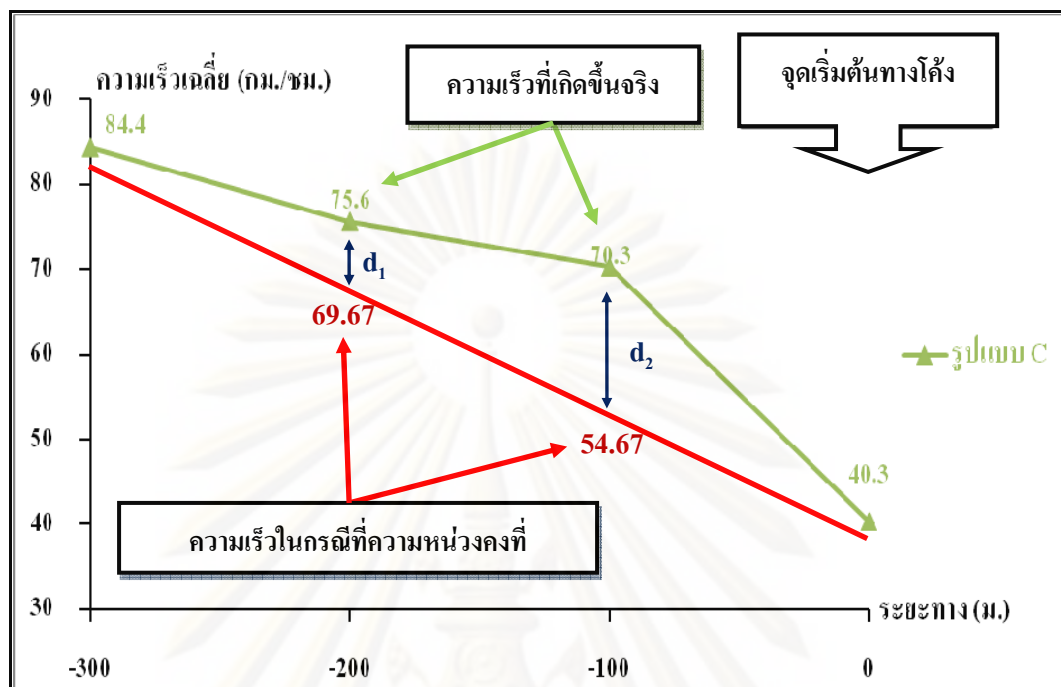 ความเร็วเฉลี่ย (กม./ชม.)
ความเร็วที่เกิดขึ้นจริง
จุดเริ่มต้นทางโค้ง
90
84.4
80
75.6
70
70.3
d1
69.67
60
d2
รูปแบบ C
50
54.67
40.3
40
ความเร็วในกรณีที่ความหน่วงคงที่
30
ระยะทาง (ม.)
-300
-200
-100
0